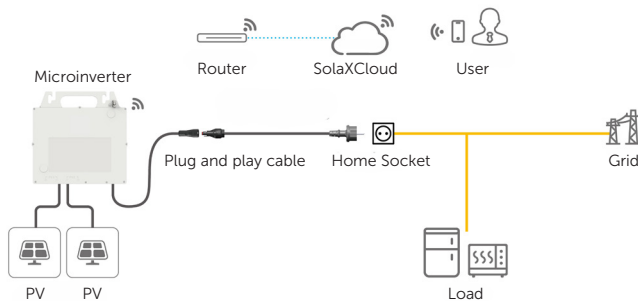 Router
SolaXCloud
User
Microinverter
Plug and play cable
Home Socket
Grid
PV
PV
Load